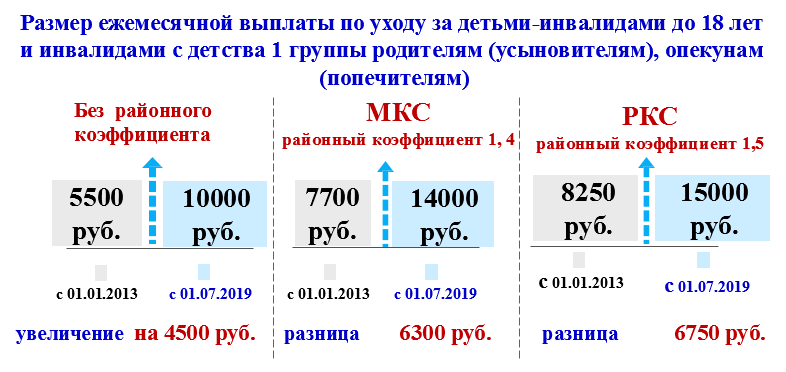 Размер ежемесячной выплаты по уходу за детьми-инвалидами до 18 лет
и инвалидами с детства 1 группы родителям (усыновителям), опекунам
(попечителям)
Без районного
коэффициента
5500
руб.
10000
руб.
с 01.01.2013
с 01.07.2019
увеличение на 4500 руб.
МКС
районный коэффициент 1, 4
7700
руб.
14000
руб.
с 01.01.2013
с 01.07.2019
разница 6300 руб.
РКС
районный коэффициент 1,5
8250
руб.
15000
руб.
с 01.01.2013
с 01.07.2019
разница 6750 руб.